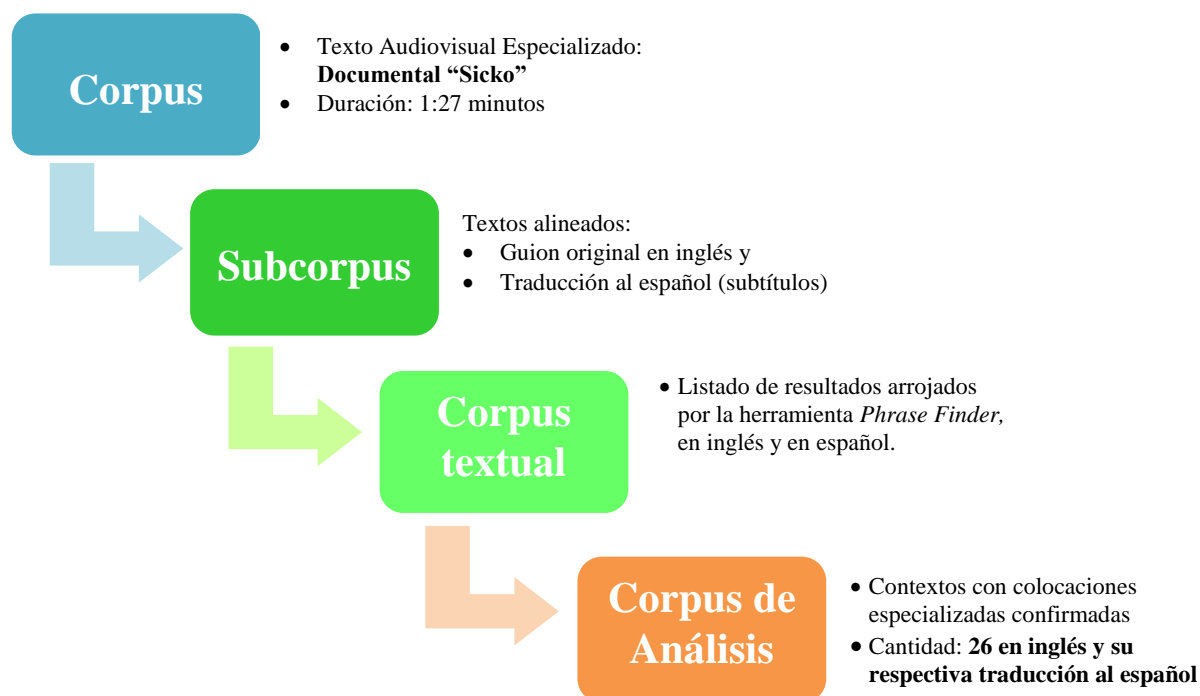 Corpus
• Texto Audiovisual Especializado:
Documental “Sicko”
• Duración: 1:27 minutos
Subcorpus
Textos alineados:
• Guion original en inglés y
• Traducción al español (subtítulos)
Corpus
textual
• Listado de resultados arrojados
por la herramienta Phrase Finder,
en inglés y en español.
Corpus de
Análisis
• Contextos con colocaciones
especializadas confirmadas
• Cantidad: 26 en inglés y su
respectiva traducción al español